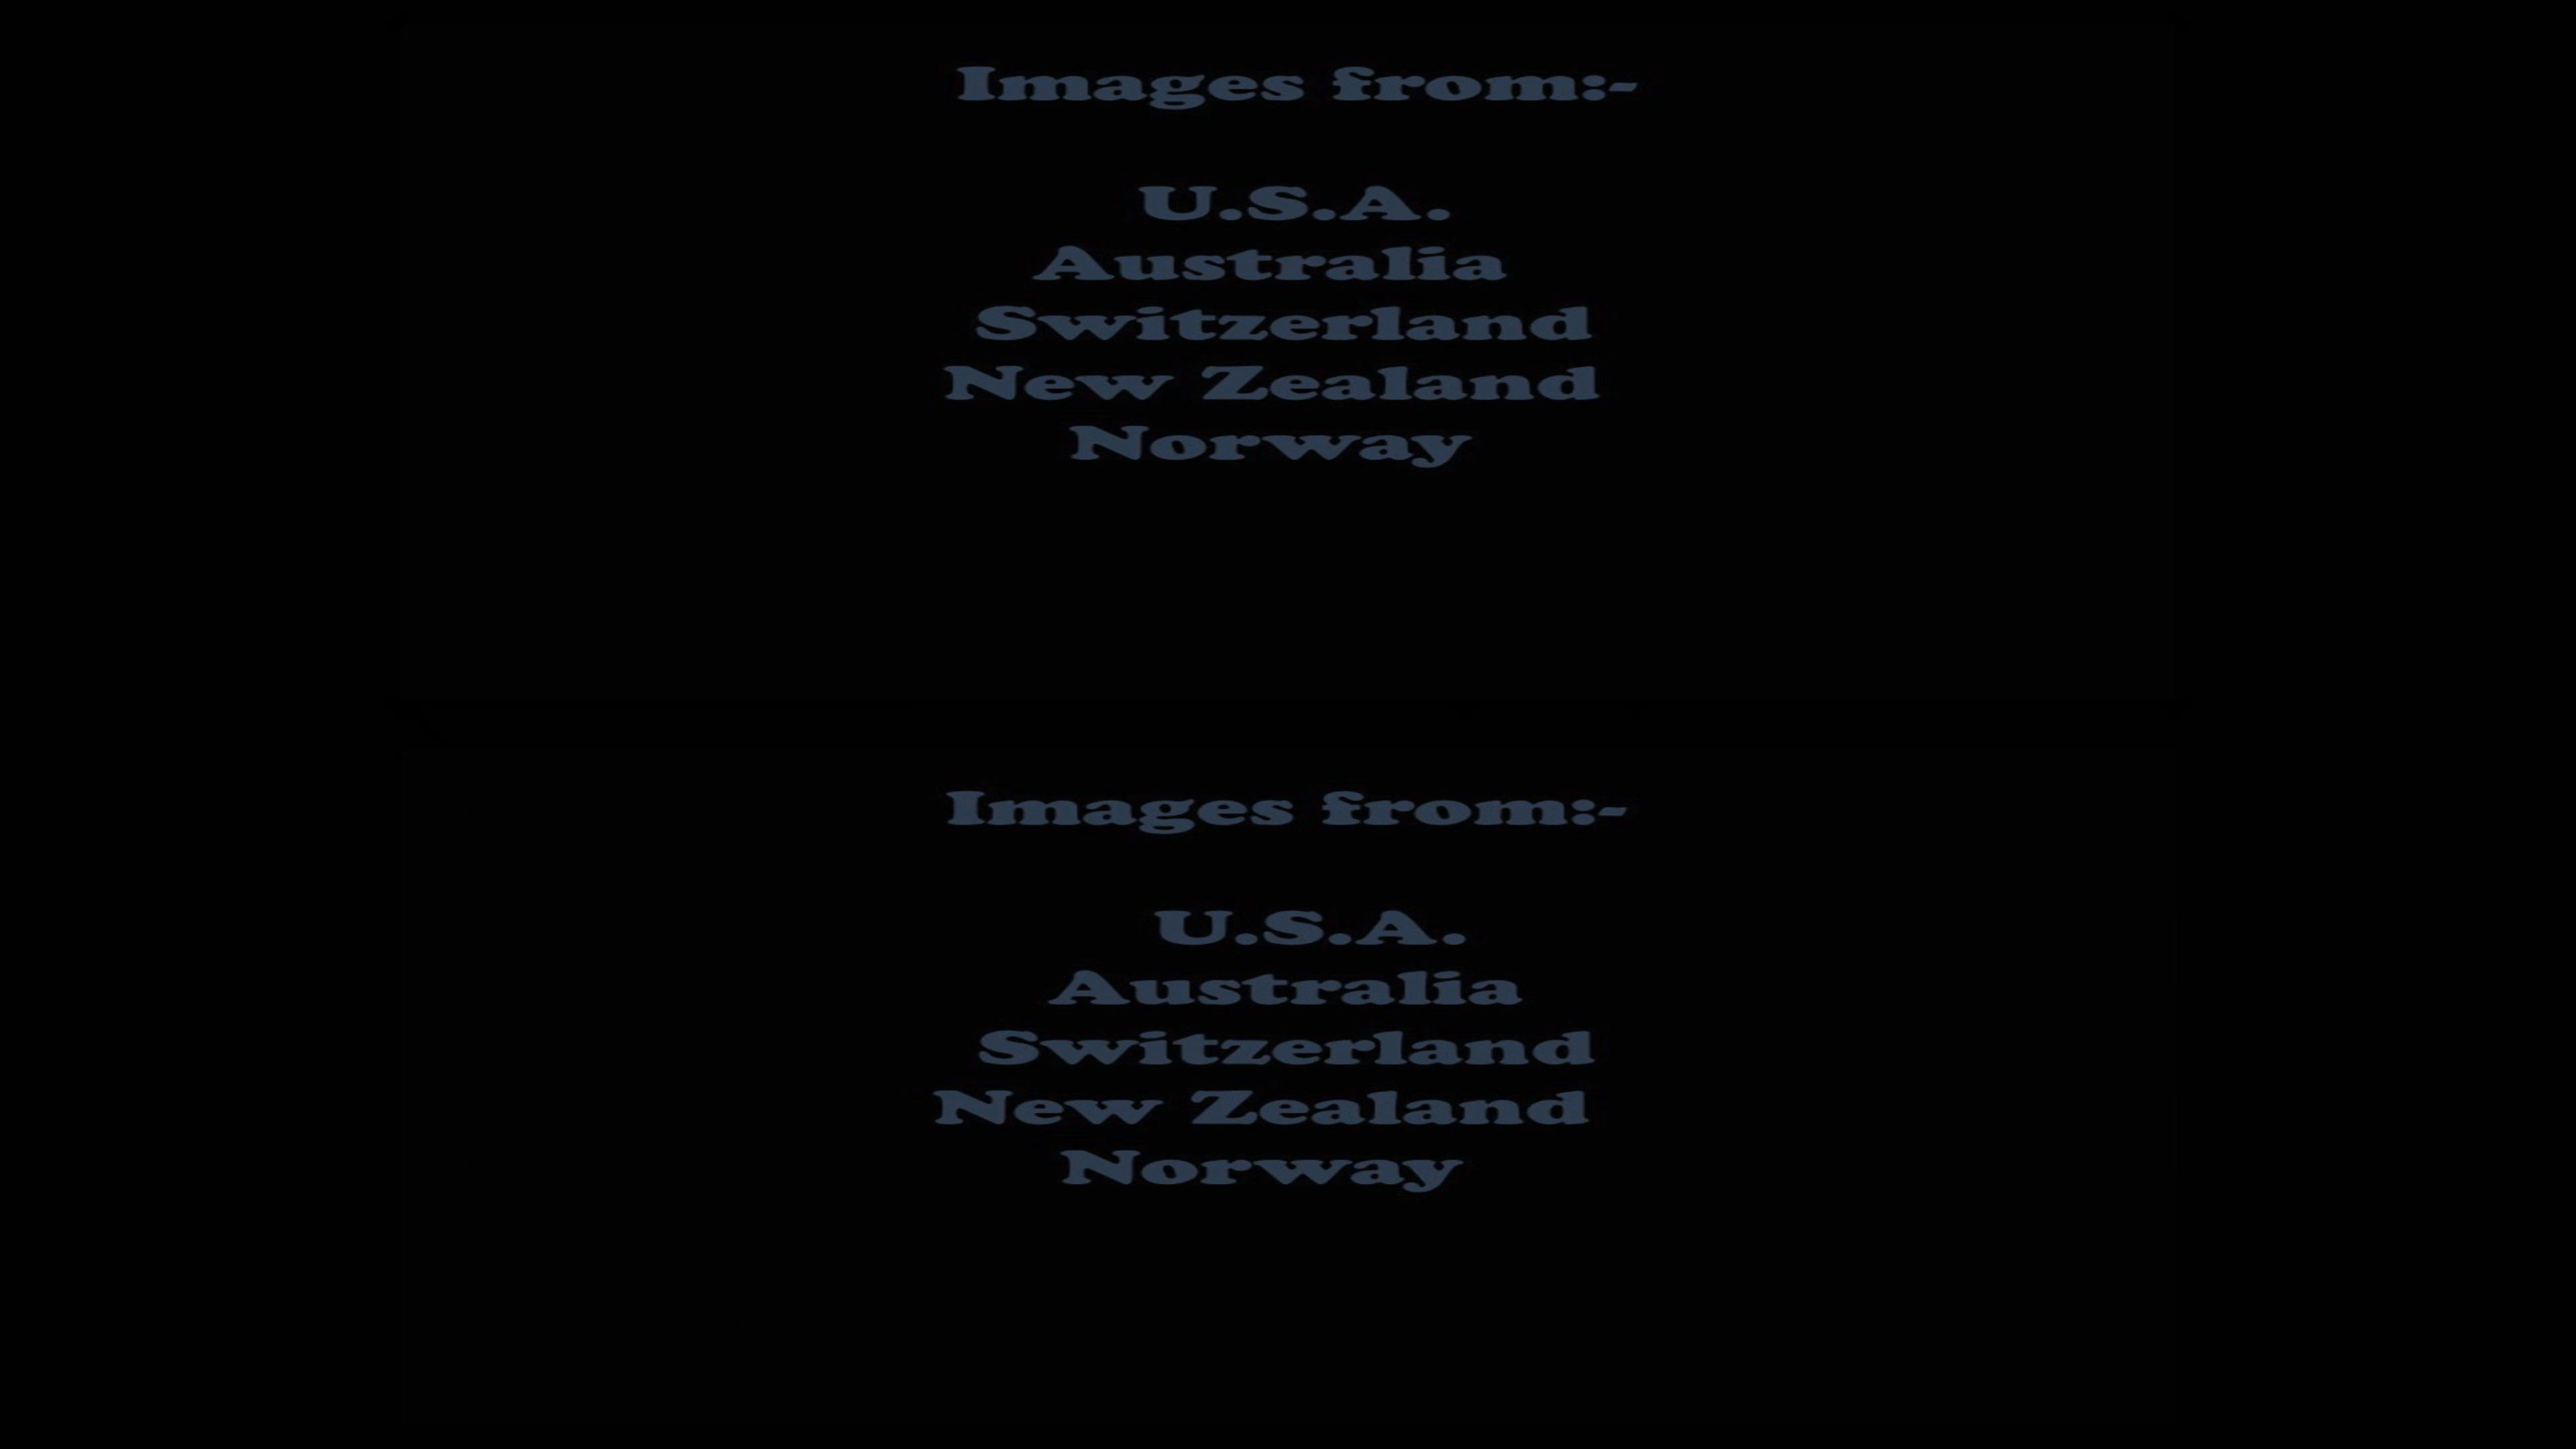 Images from:-
U.S.A.
Australia
Switzerland
New Zealand
Norway
Images from:-
U.S.A.
Australia
Switzerland
New Zealand
Norway